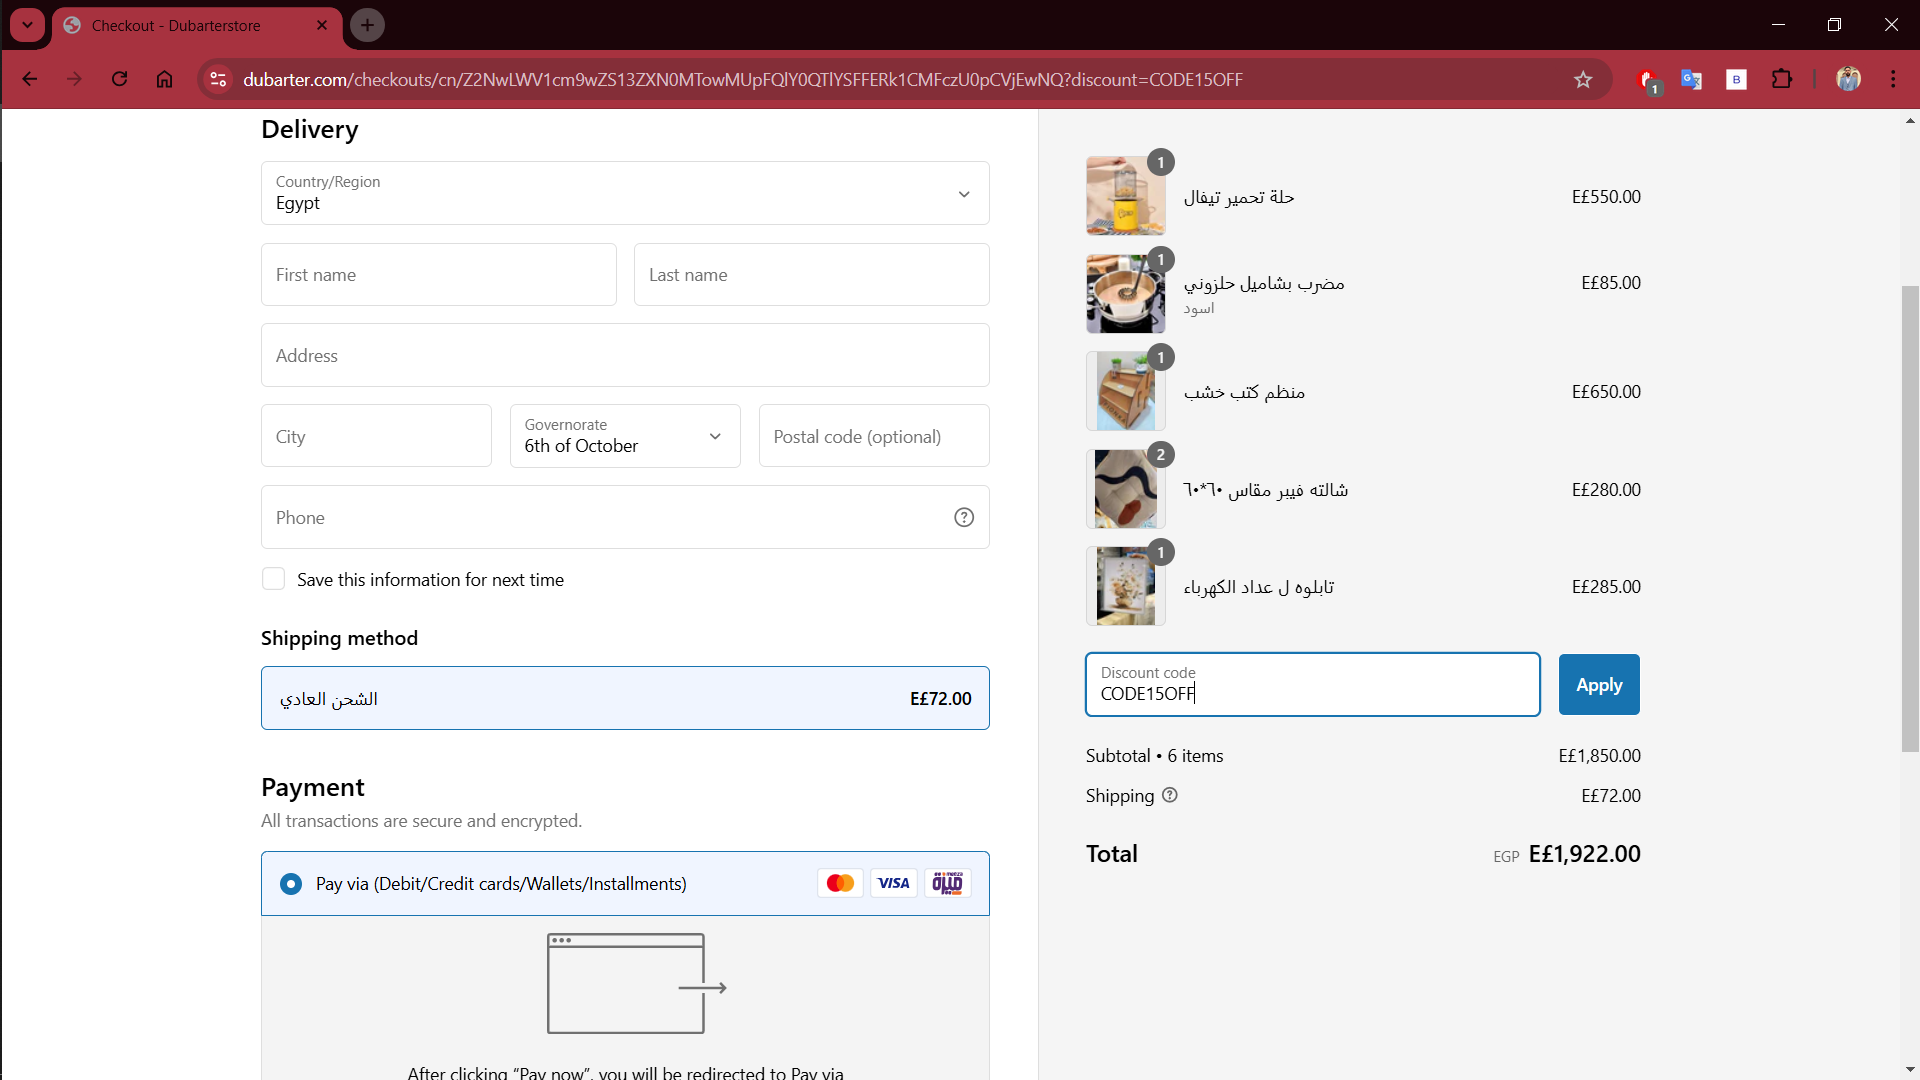 Checkout - Dubarterstore
dubarter.com/checkouts/cn/Z2NwLWV1cm9wZS13ZXN0MTowMUpFQlY0QTlYSFFERk1CMFczU0pCVjEwNQ?discount=CODE15OFF
1
B
Delivery
Country/Region
Egypt
First name
Last name
Address
City
Governorate
6th of October
Postal code (optional)
Phone
Save this information for next time
Shipping method
الشحن العادي
E£72.00
Payment
All transactions are secure and encrypted.
Pay via (Debit/Credit cards/Wallets/Installments)
VISA
meeza
ميزة
After clicking “Pay now”, you will be redirected to Pay via
1
حلة تحمير تيفال
E£550.00
1
مضرب بشاميل حلزوني
اسود
E£85.00
1
منظم كتب خشب
E£650.00
2
شالته فيبر مقاس ٦٠*٦٠
E£280.00
1
تابلوه ل عداد الكهرباء
E£285.00
Discount code
CODE15OFF
Apply
Subtotal • 6 items
E£1,850.00
Shipping
E£72.00
Total
EGP E£1,922.00